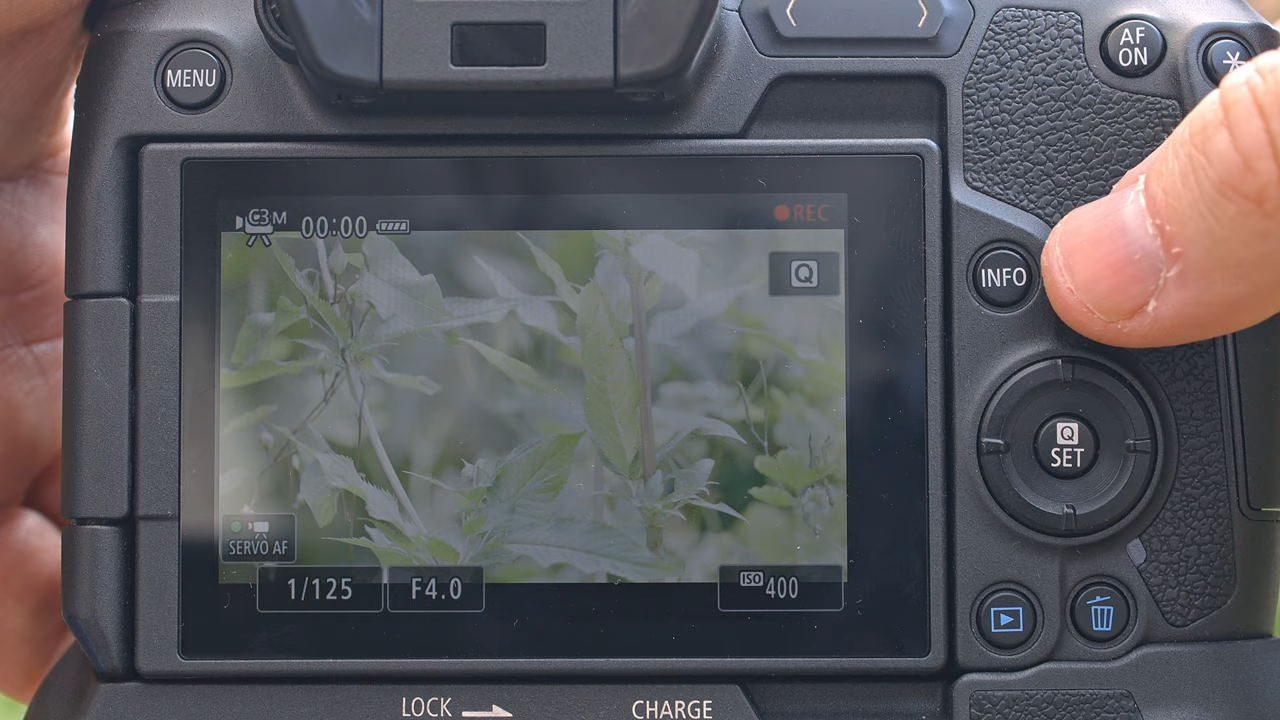 MENU
AF
ON
C3 M
00:00
REC
Q
INFO
Q
SET
SERVO AF
1/125
F4.0
ISO 400
LOCK
CHARGE